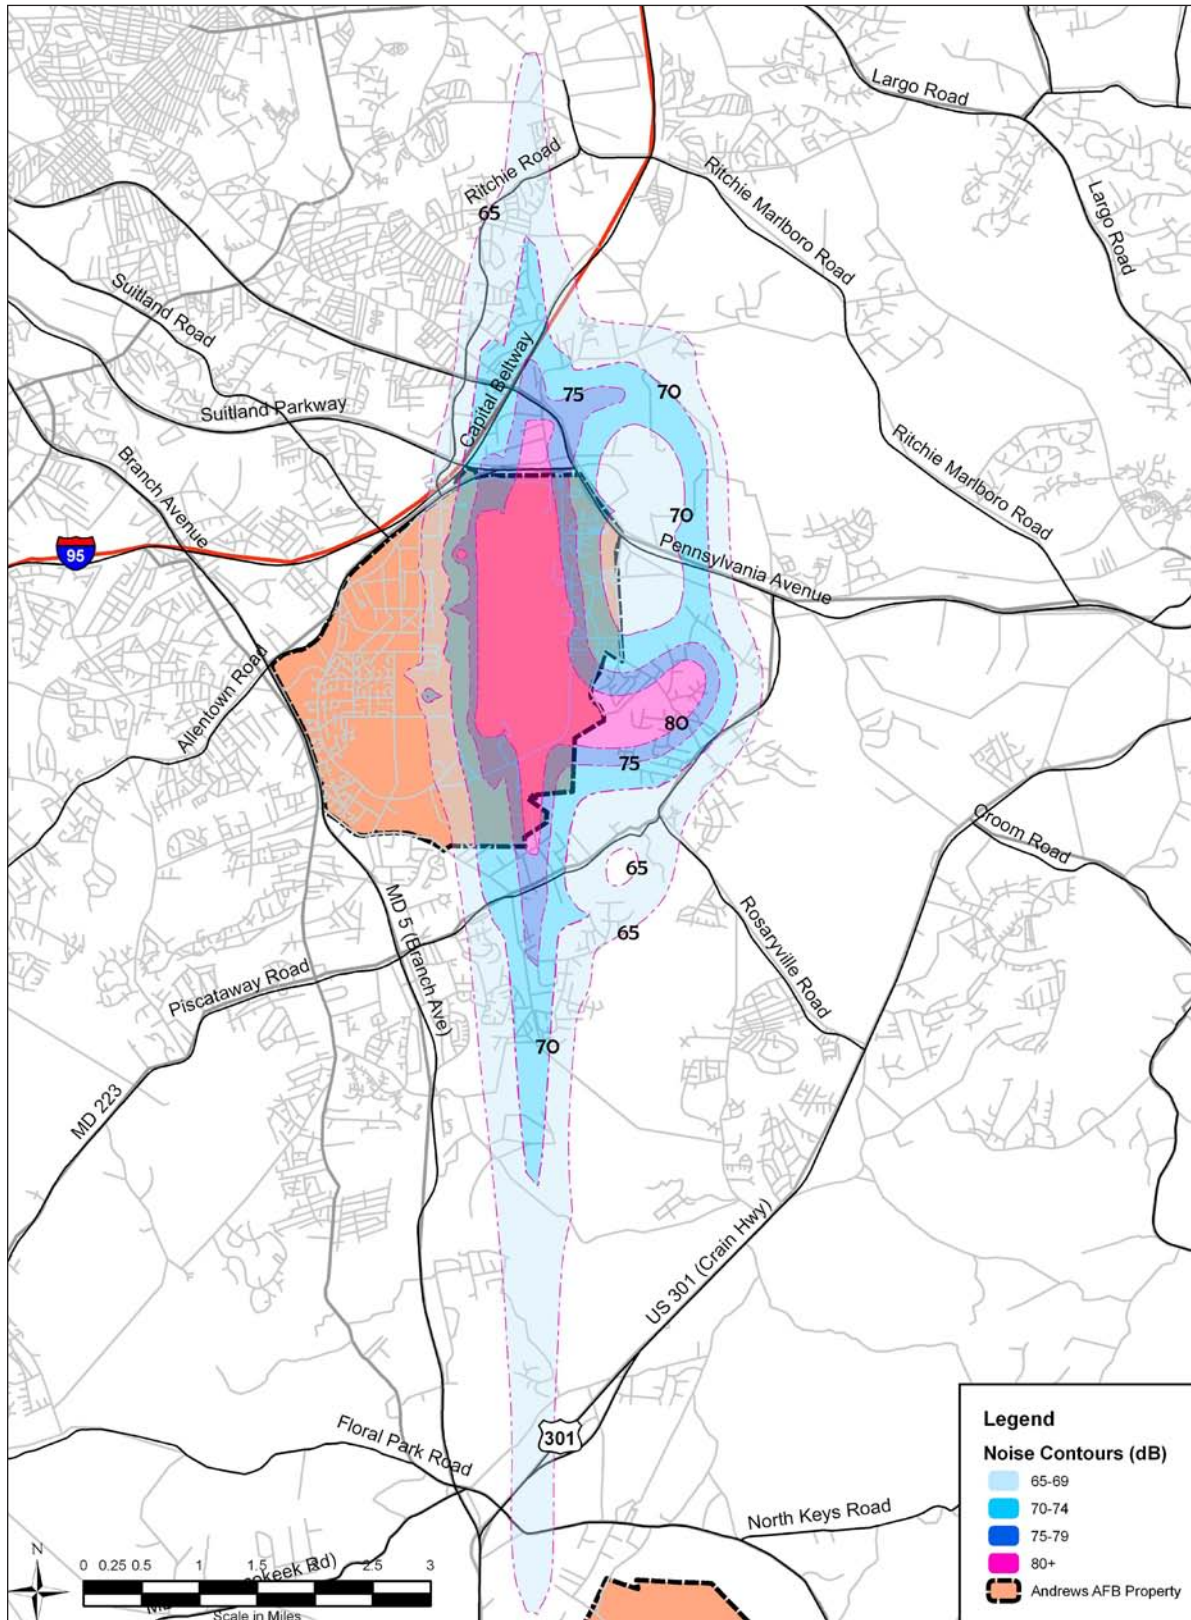 Largo Road
Ritchie Road
Ritchie Marlboro Road
Largo Road
65
Suitland Road
Capital Beltway
75
70
Suitland Parkway
Branch Avenue
Ritchie Marlboro Road
70
95
Pennsylvania Avenue
Allentown Road
80
75
Croom Road
65
MD 5 (Branch Ave)
65
Rosaryville Road
Piscataway Road
70
MD 223
US 301 (Crain Hwy)
Floral Park Road
301
North Keys Road
Legend
Noise Contours (dB)
65-69
70-74
75-79
80+
Andrews AFB Property
N
0 0.25 0.5 1 1.5 2 2.5 3
Scale in Miles